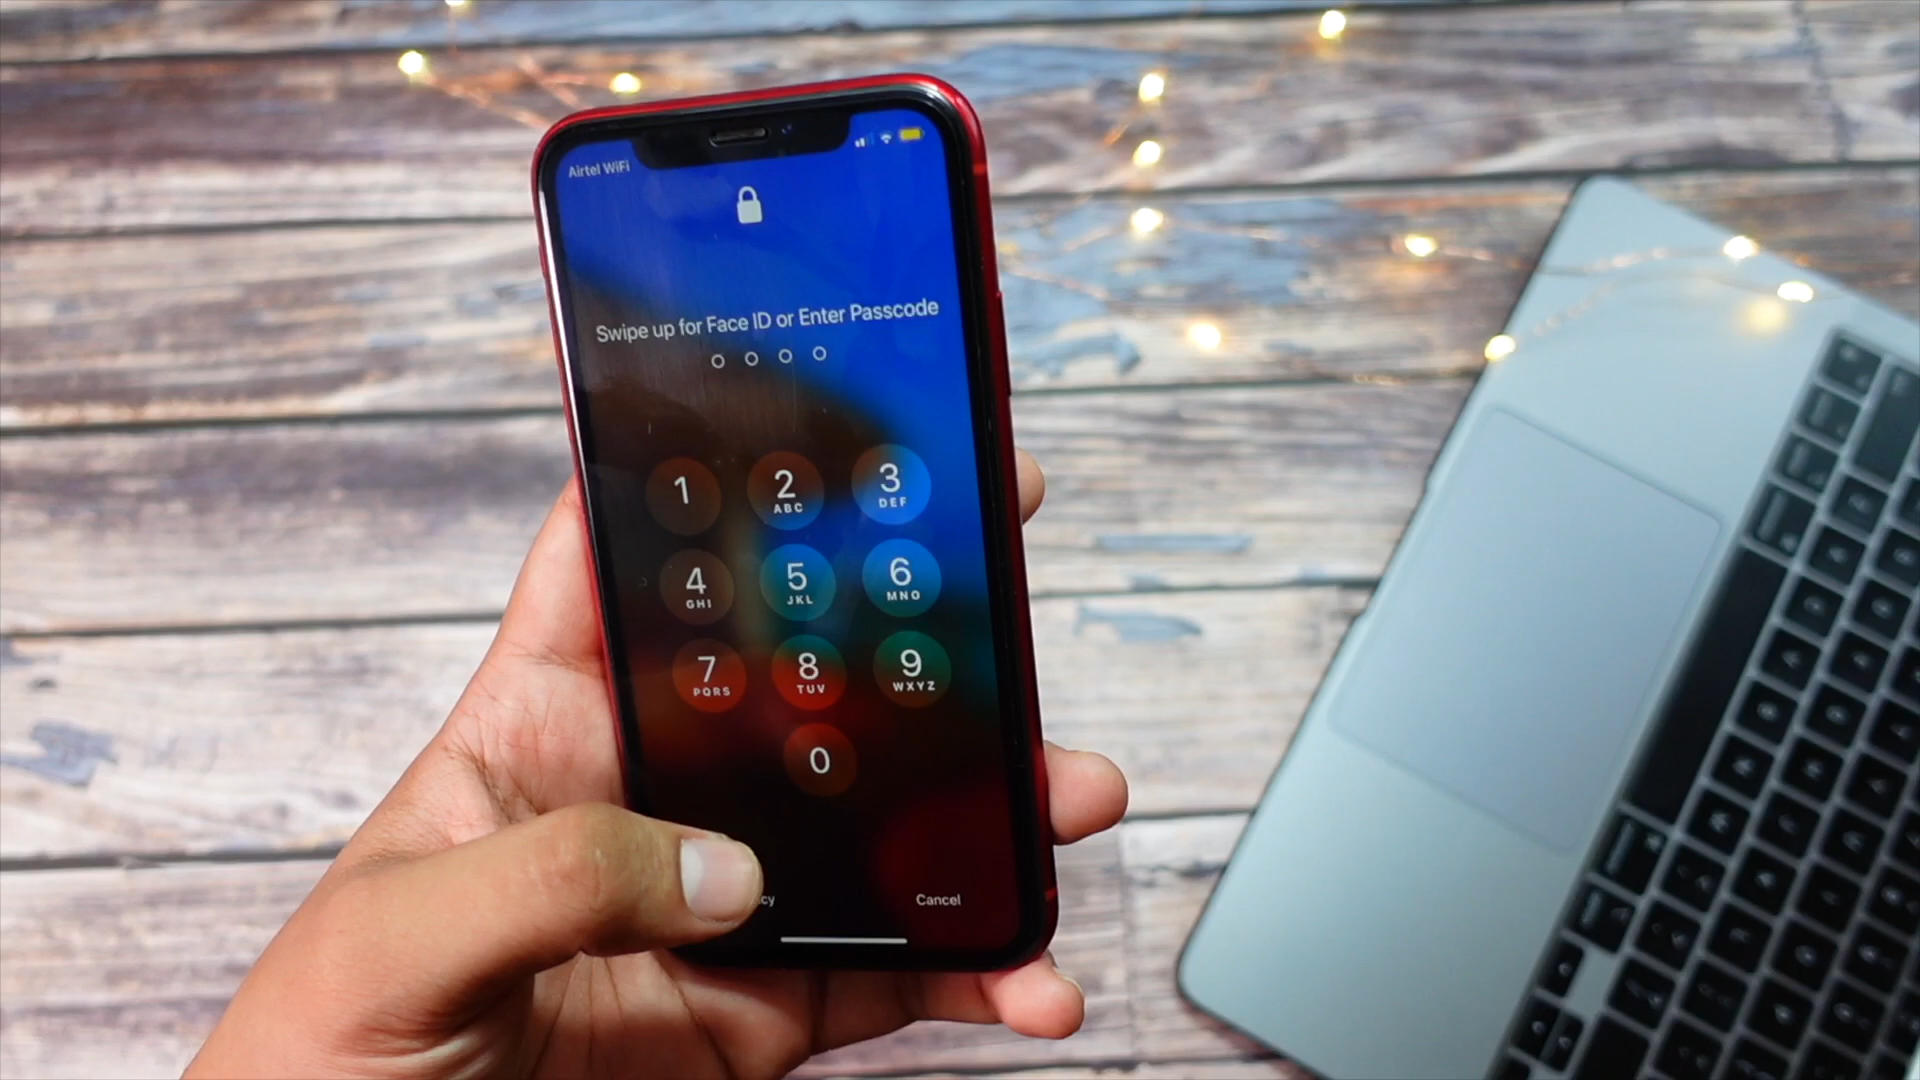 Airtel WiFi
Swipe up for Face ID or Enter Passcode
1 2 3
ABC DEF
4 5 6
GHI JKL MNO
7 8 9
PQRS TUV WXYZ
0
Cancel